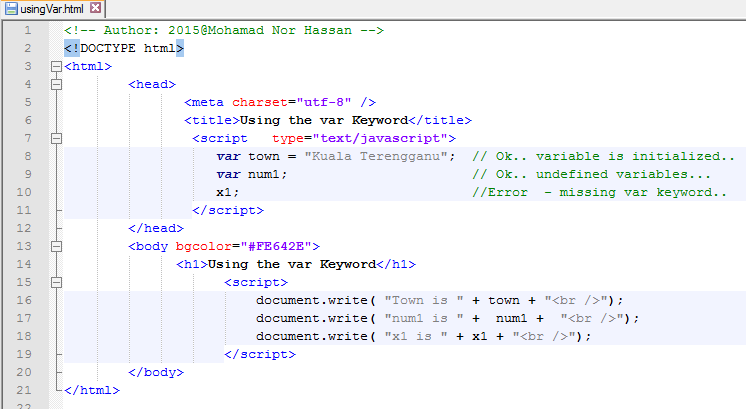 usingVar.html
1 <!-- Author: 2015@Mohamad Nor Hassan -->
2 <!DOCTYPE html>
3 <html>
4 <head>
5 <meta charset="utf-8" />
6 <title>Using the var Keyword</title>
7 <script type="text/javascript">
8 var town = "Kuala Terengganu"; // Ok.. variable is initialized..
9 var num1; // Ok.. undefined variables...
10 x1; //Error - missing var keyword..
11 </script>
12 </head>
13 <body bgcolor="#FE642E">
14 <h1>Using the var Keyword</h1>
15 <script>
16 document.write( "Town is " + town + "<br />");
17 document.write( "num1 is " + num1 + "<br />");
18 document.write( "x1 is " + x1 + "<br />");
19 </script>
20 </body>
21 </html>
22